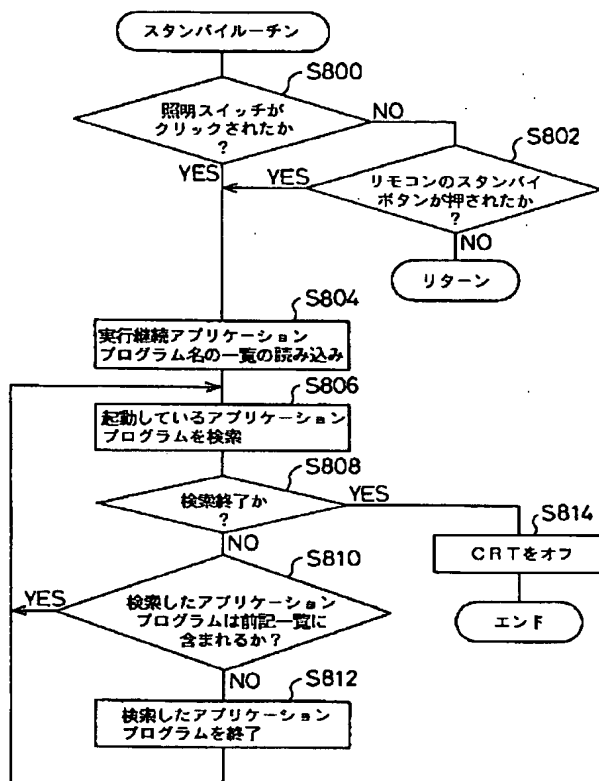 スタンバイルーチン
S800
照明スイッチが
クリックされたか
?
NO
YES
S802
リモコンのスタンバイ
ボタンが押されたか
?
YES
NO
リターン
S804
実行継続アプリケーション
プログラム名の一覧の読み込み
S806
起動しているアプリケーション
プログラムを検索
S808
検索終了か
?
YES
NO
S814
CRTをオフ
エンド
S810
検索したアプリケーション
プログラムは前記一覧に
含まれるか?
YES
NO
S812
検索したアプリケーション
プログラムを終了